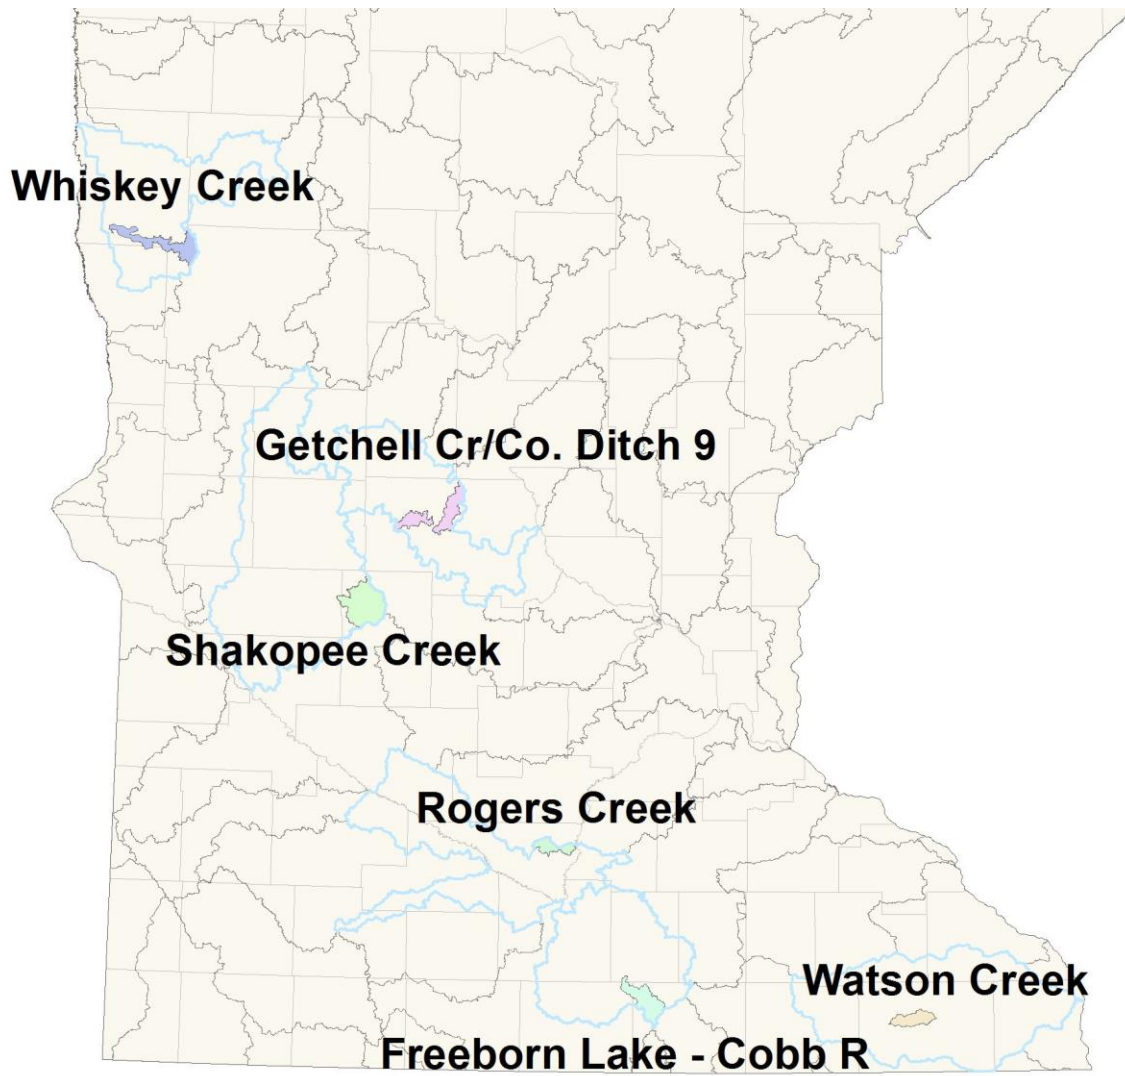 Whiskey Creek
Getchell Cr/Co. Ditch 9
Shakopee Creek
Rogers Creek
Watson Creek
Freeborn Lake - Cobb R